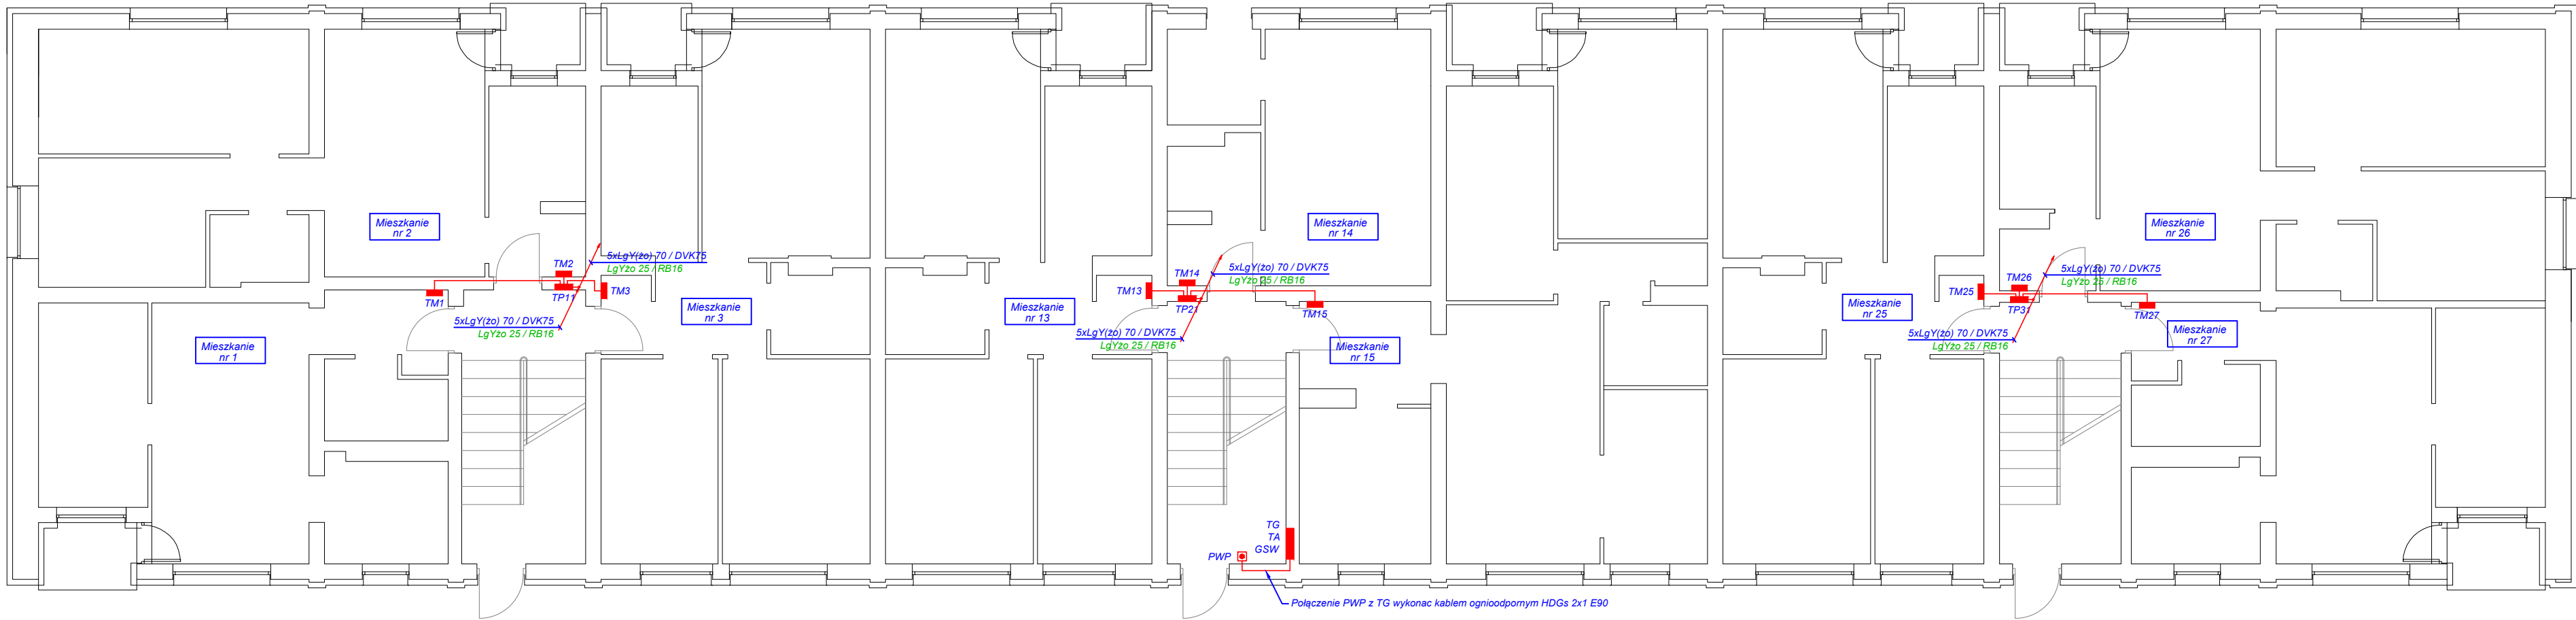 Mieszkanie
nr 2
Mieszkanie
nr 14
Mieszkanie
nr 26
TM2
5xLgY(żo) 70 / DVK75
LgYżo 25 / RB16
TM1
TP11
TM3
5xLgY(żo) 70 / DVK75
LgYżo 25 / RB16
Mieszkanie
nr 3
Mieszkanie
nr 1
TM14
5xLgY(żo) 70 / DVK75
LgYżo 25 / RB16
TM13
TP21
TM15
Mieszkanie
nr 13
5xLgY(żo) 70 / DVK75
LgYżo 25 / RB16
Mieszkanie
nr 15
TM26
5xLgY(żo) 70 / DVK75
LgYżo 25 / RB16
TM25
TP31
TM27
Mieszkanie
nr 25
5xLgY(żo) 70 / DVK75
LgYżo 25 / RB16
Mieszkanie
nr 27
TG
TA
GSW
PWP
Połączenie PWP z TG wykonac kablem ognioodpornym HDGs 2x1 E90